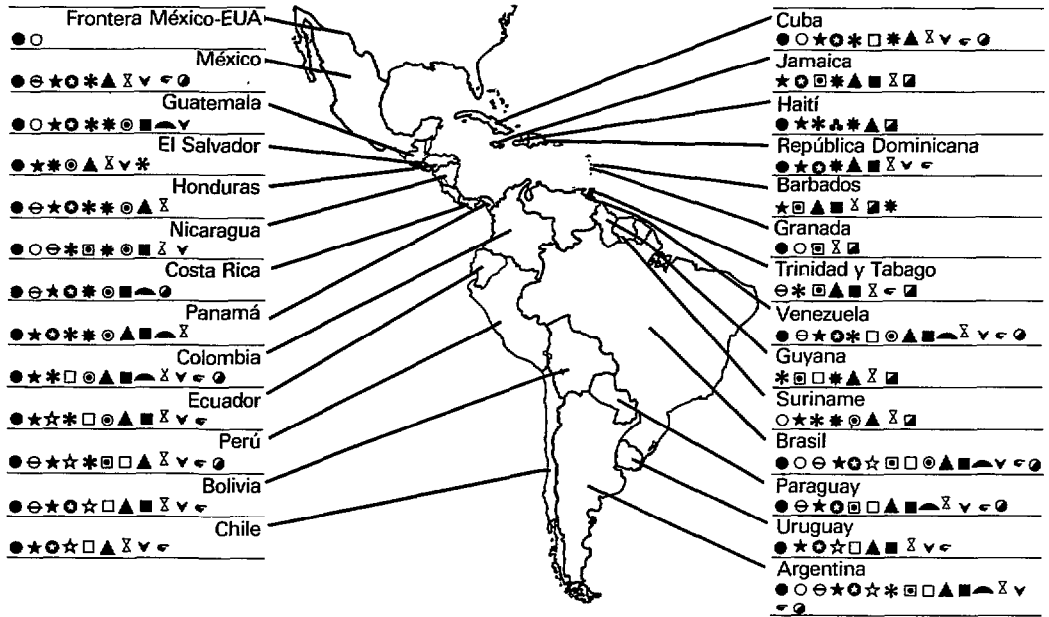 Frontera México-EUA
México
Guatemala
El Salvador
Honduras
Nicaragua
Costa Rica
Panamá
Colombia
Ecuador
Perú
Bolivia
Chile
Cuba
Jamaica
Haití
República Dominicana
Barbados
Granada
Trinidad y Tabago
Venezuela
Guyana
Suriname
Brasil
Paraguay
Uruguay
Argentina